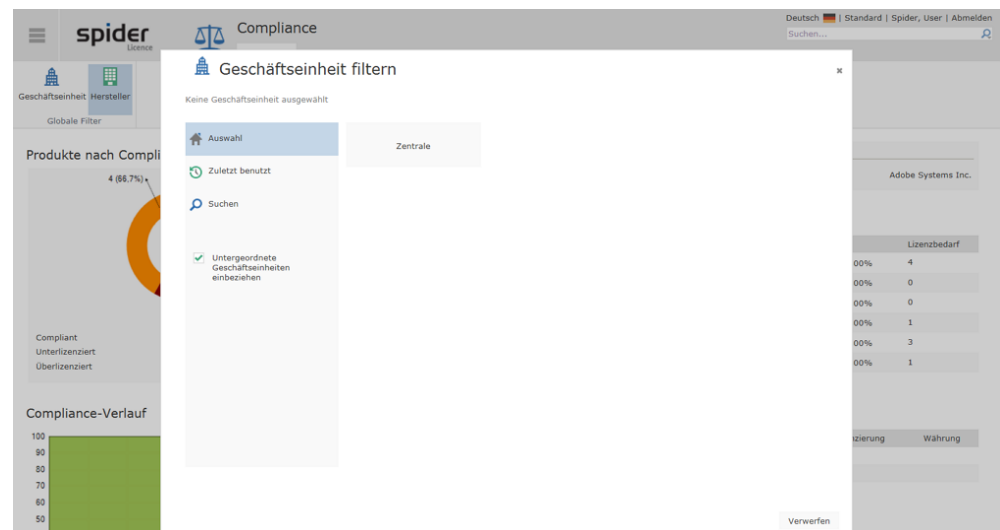 spider
Licence
Compliance
Deutsch | Standard | Spider, User | Abmelden
Suchen...
Geschäftseinheit
Hersteller
Globale Filter
Geschäftseinheit filtern
×
Keine Geschäftseinheit ausgewählt
Auswahl
Zuletzt benutzt
Suchen
Untergeordnete
Geschäftseinheiten
einbeziehen
Zentrale
Verwerfen
Produkte nach Compli
4 (66,7%)
Compliant
Unterlizenziert
Überlizenziert
Adobe Systems Inc.
Lizenzbedarf
00% 4
00% 0
00% 0
00% 1
00% 3
00% 1
Compliance-Verlauf
100
90
80
70
60
50
nzierung Währung